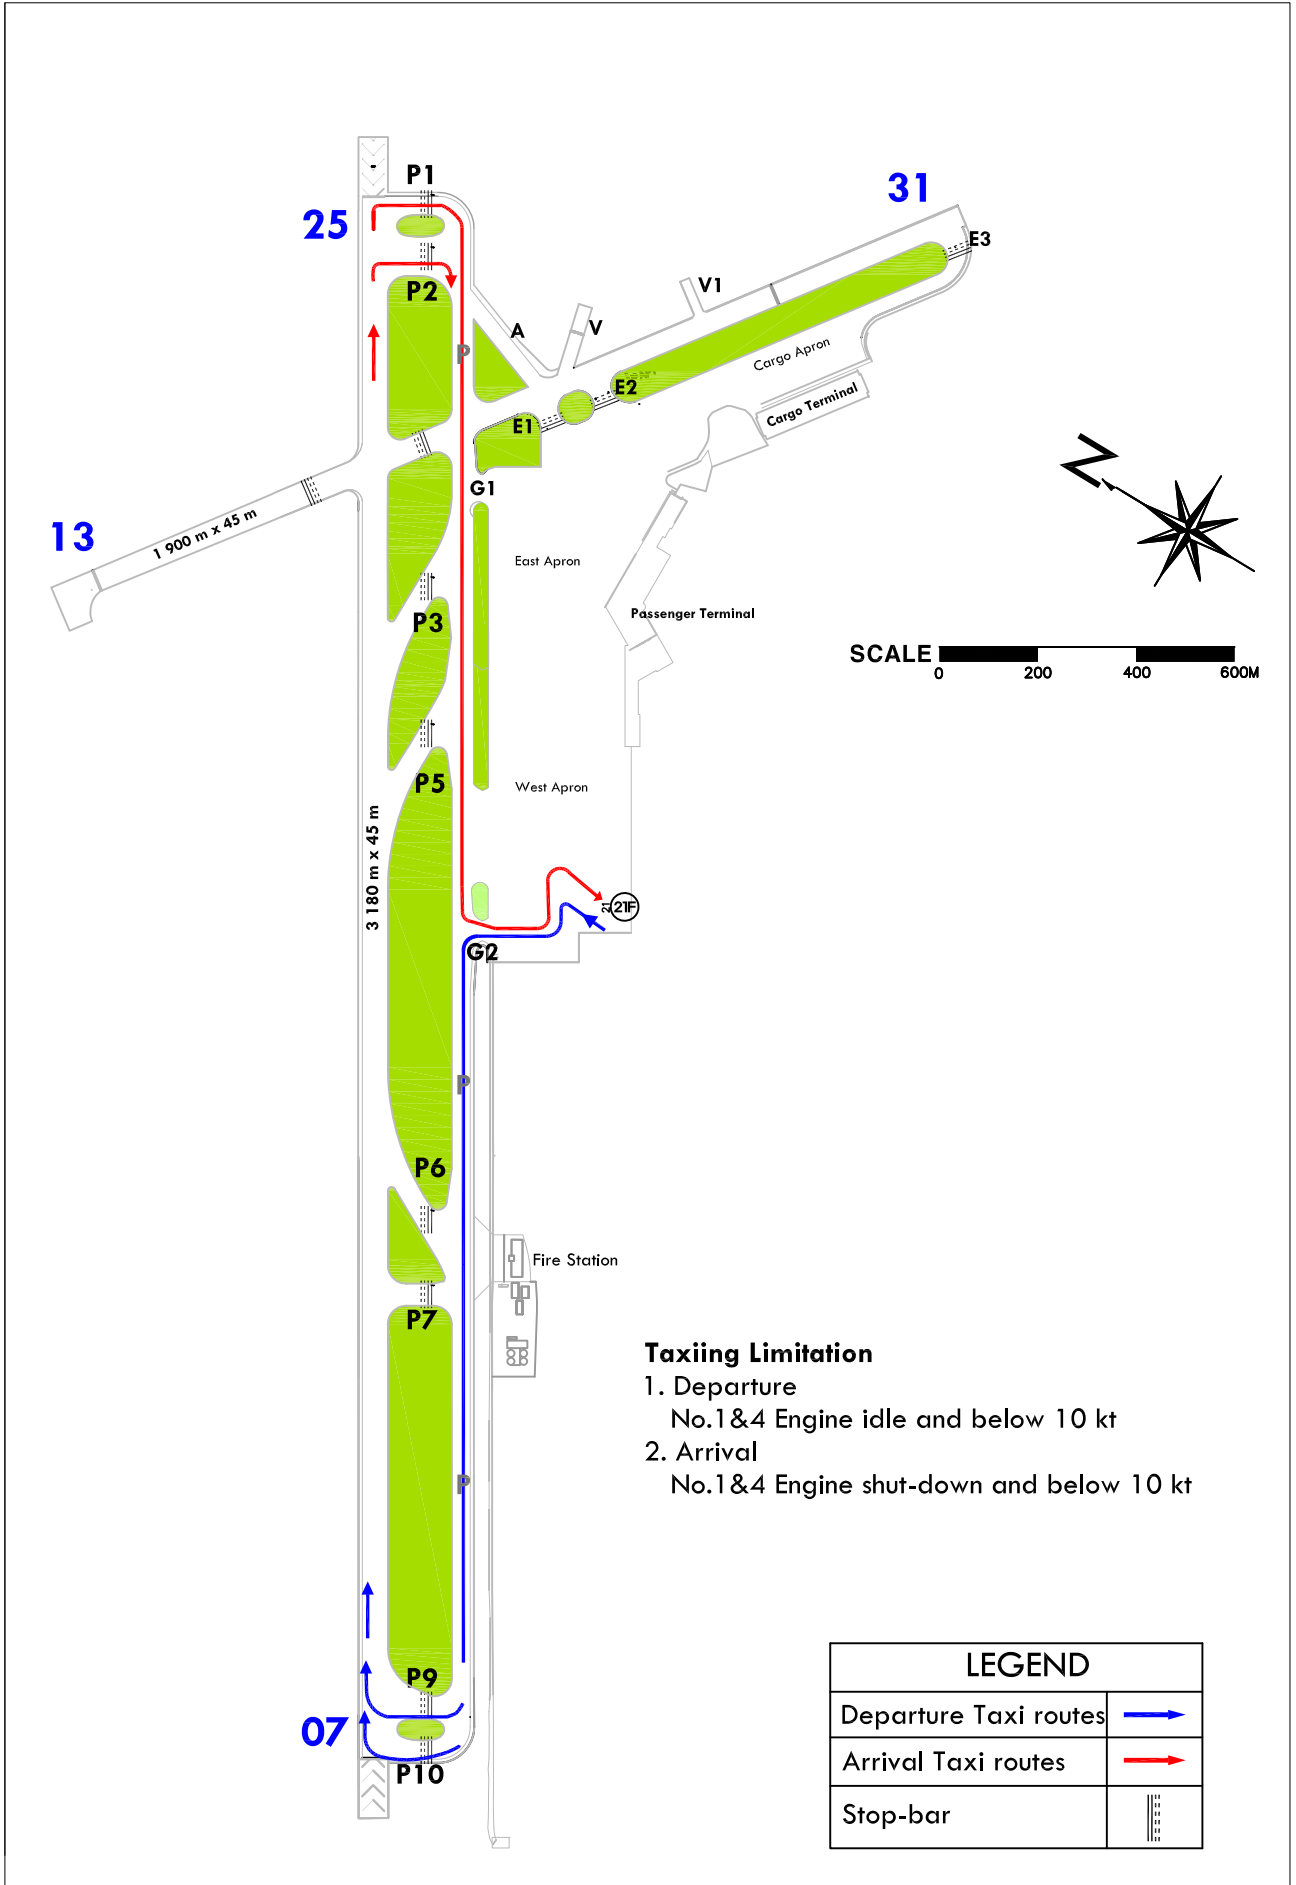 P1
31
25
E3
P2
V1
A
V
P
Cargo Apron
E2
Cargo Terminal
E1
G1
13
1 900 m x 45 m
East Apron
P3
Passenger Terminal
SCALE
0 200 400 600M
P5
West Apron
3 180 m x 45 m
21
21F
G2
P
P6
Fire Station
P7
Taxiing Limitation
1. Departure
No.1&4 Engine idle and below 10 kt
2. Arrival
No.1&4 Engine shut-down and below 10 kt
P
P9
07
P10
LEGEND
Departure Taxi routes
Arrival Taxi routes
Stop-bar